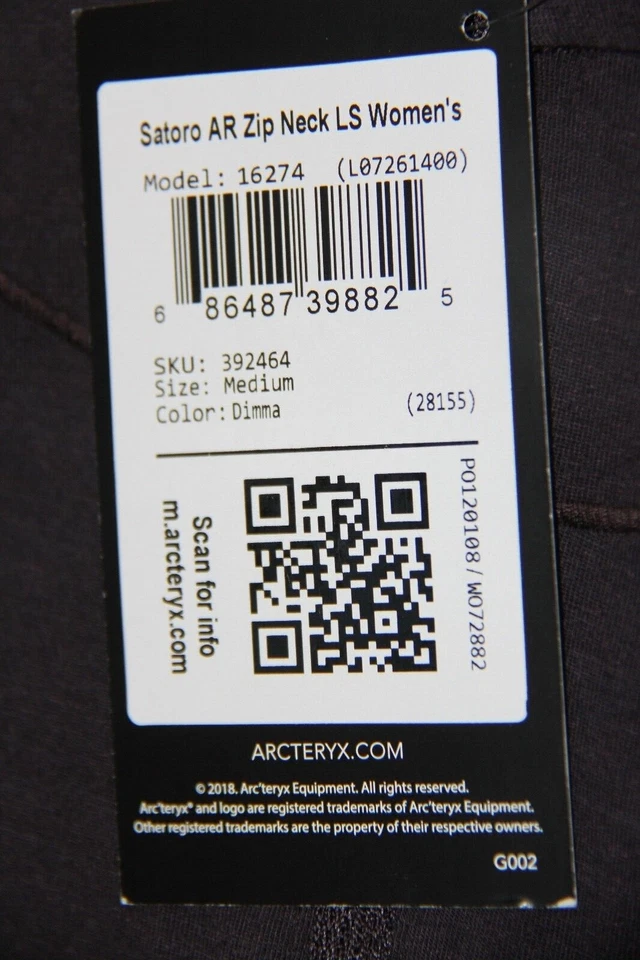 Satoro AR Zip Neck LS Women's
Model: 16274 (L07261400)
6 86487 39882 5
SKU: 392464
Size: Medium
Color: Dimma (28155)
Scan for info
m.arcteryx.com
PO120108/WO72882
ARCTERYX.COM
© 2018. Arc'teryx Equipment. All rights reserved.
Arc'teryx® and logo are registered trademarks of Arc'teryx Equipment.
Other registered trademarks are the property of their respective owners.
G002